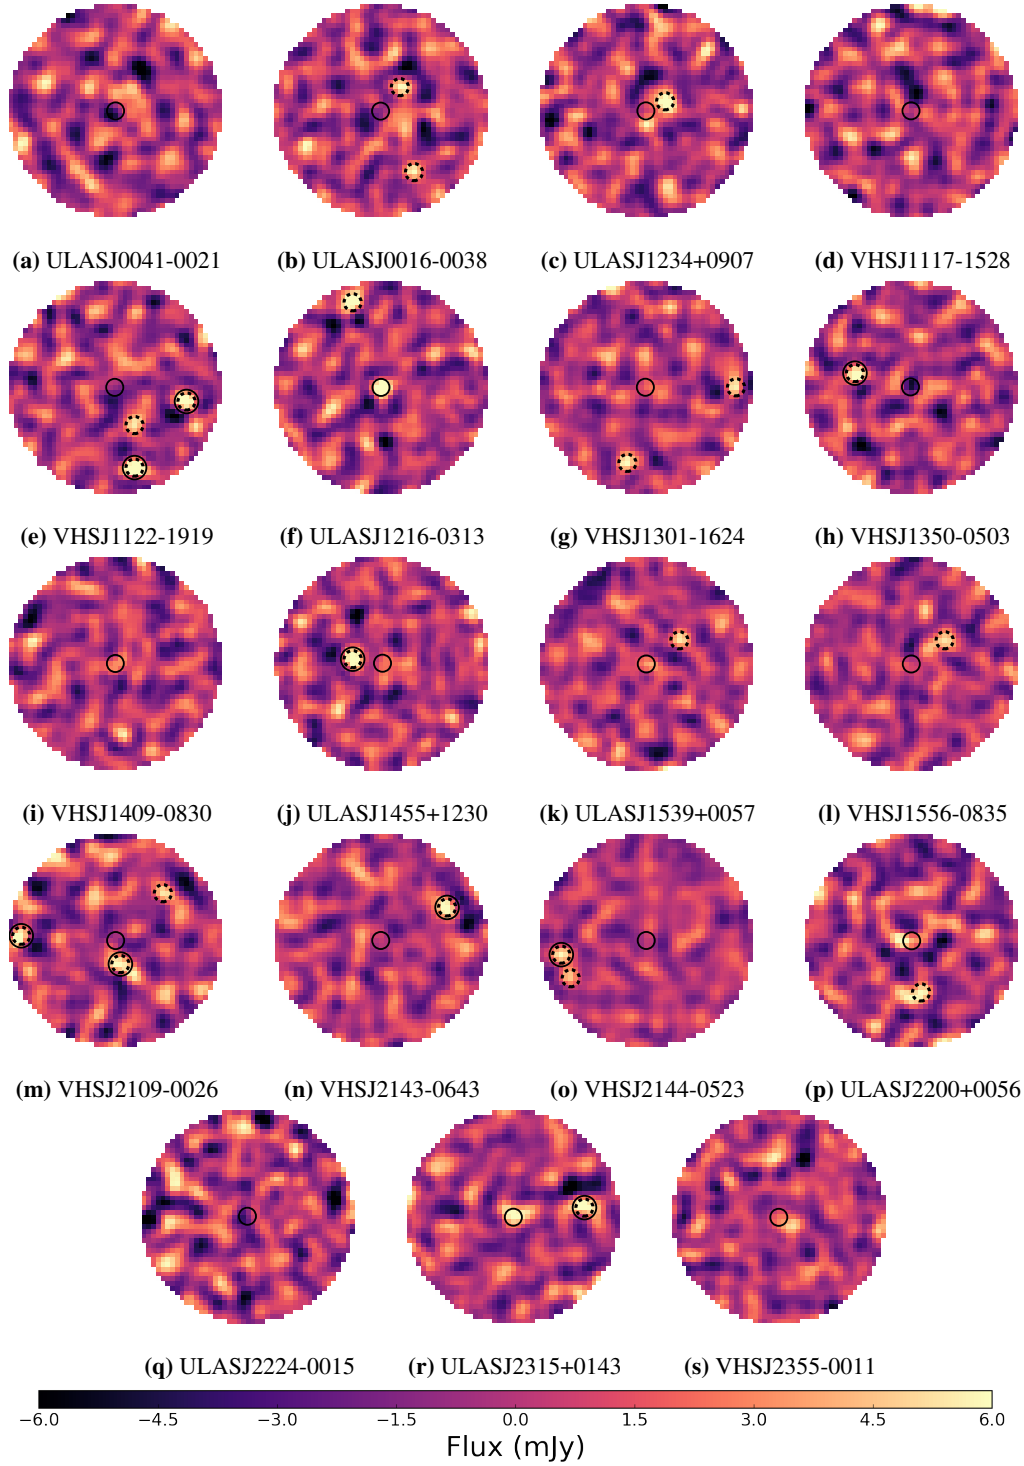 (a) ULASJ0041-0021 (b) ULASJ0016-0038 (c) ULASJ1234+0907 (d) VHSJ1117-1528
(e) VHSJ1122-1919 (f) ULASJ1216-0313 (g) VHSJ1301-1624 (h) VHSJ1350-0503
(i) VHSJ1409-0830 (j) ULASJ1455+1230 (k) ULASJ1539+0057 (l) VHSJ1556-0835
(m) VHSJ2109-0026 (n) VHSJ2143-0643 (o) VHSJ2144-0523 (p) ULASJ2200+0056
(q) ULASJ2224-0015 (r) ULASJ2315+0143 (s) VHSJ2355-0011
−6.0 −4.5 −3.0 −1.5 0.0 1.5 3.0 4.5 6.0
Flux (mJy)